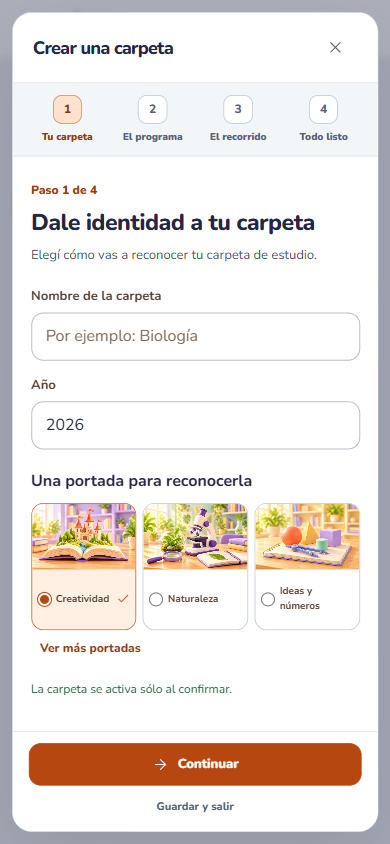 Crear una carpeta
1
2
3
4
Tu carpeta
El programa
El recorrido
Todo listo
Paso 1 de 4
Dale identidad a tu carpeta
Elegí cómo vas a reconocer tu carpeta de estudio.
Nombre de la carpeta
Por ejemplo: Biología
Año
2026
Una portada para reconocerla
Creatividad
Naturaleza
Ideas y
números
Ver más portadas
La carpeta se activa sólo al confirmar.
Continuar
Guardar y salir